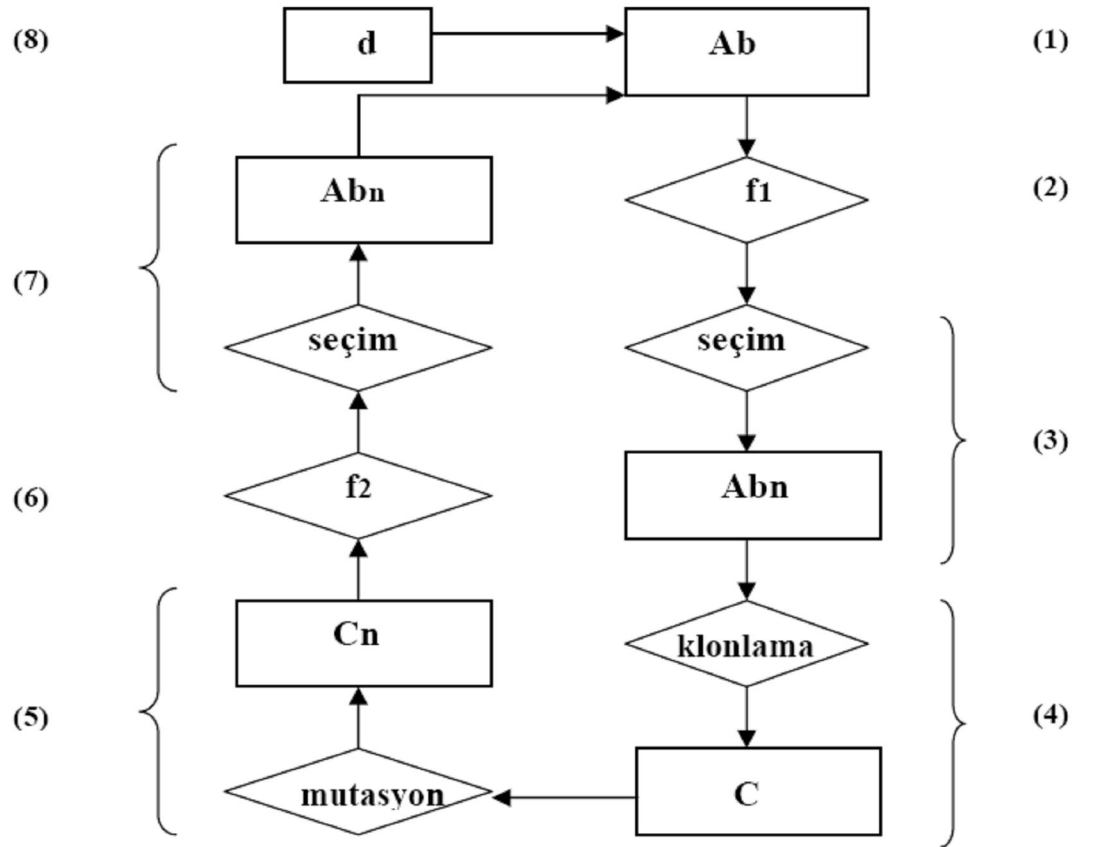 (8) d Ab (1)
Abn f1 (2)
(7) seçim seçim (3)
(6) f2 Abn
Cn klonlama
(5) mutasyon C (4)